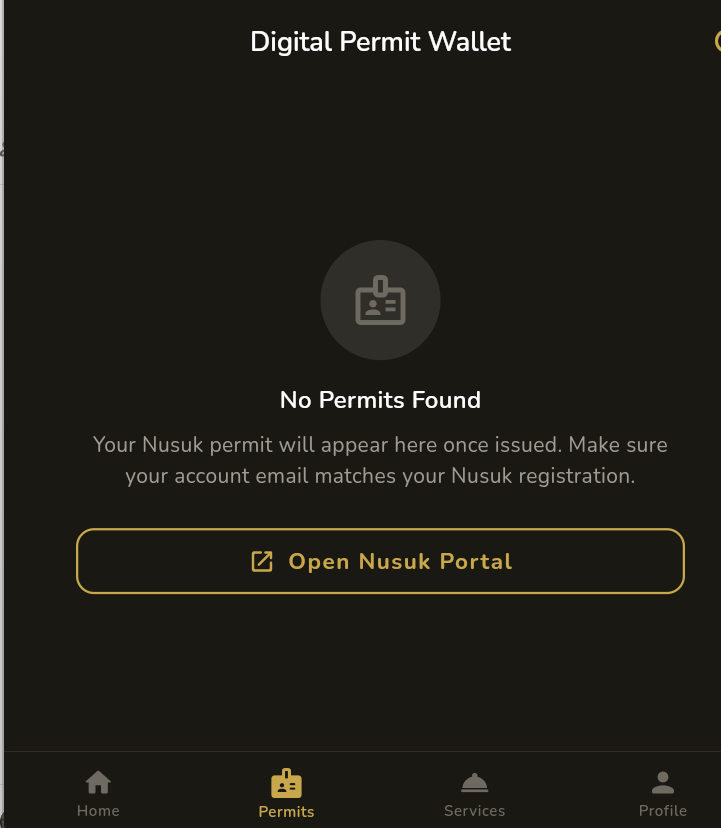 Digital Permit Wallet
No Permits Found
Your Nusuk permit will appear here once issued. Make sure
your account email matches your Nusuk registration.
Open Nusuk Portal
Home
Permits
Services
Profile